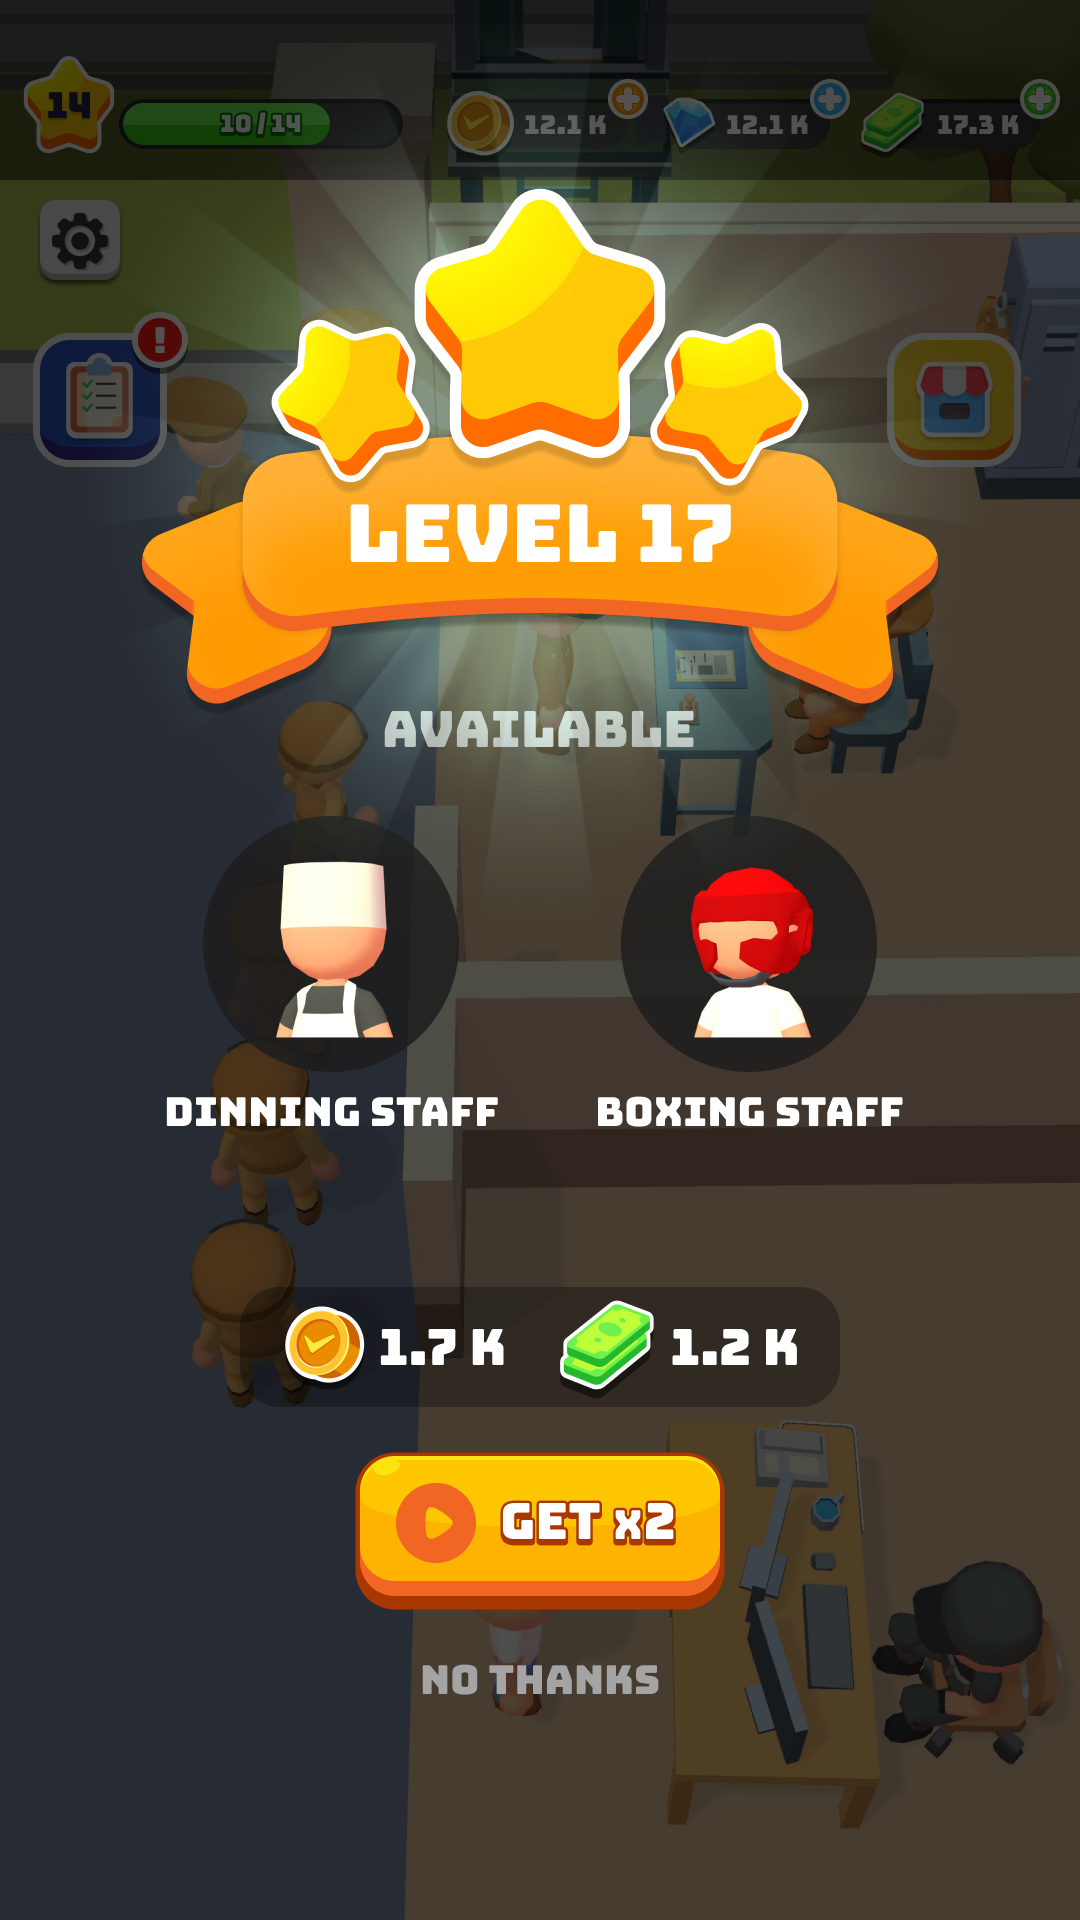 14
10/14
12.1 K
12.1 K
17.3 K
!
LEVEL 17
AVAILABLE
DINNING STAFF
BOXING STAFF
1.7 K
1.2 K
GET x2
NO THANKS